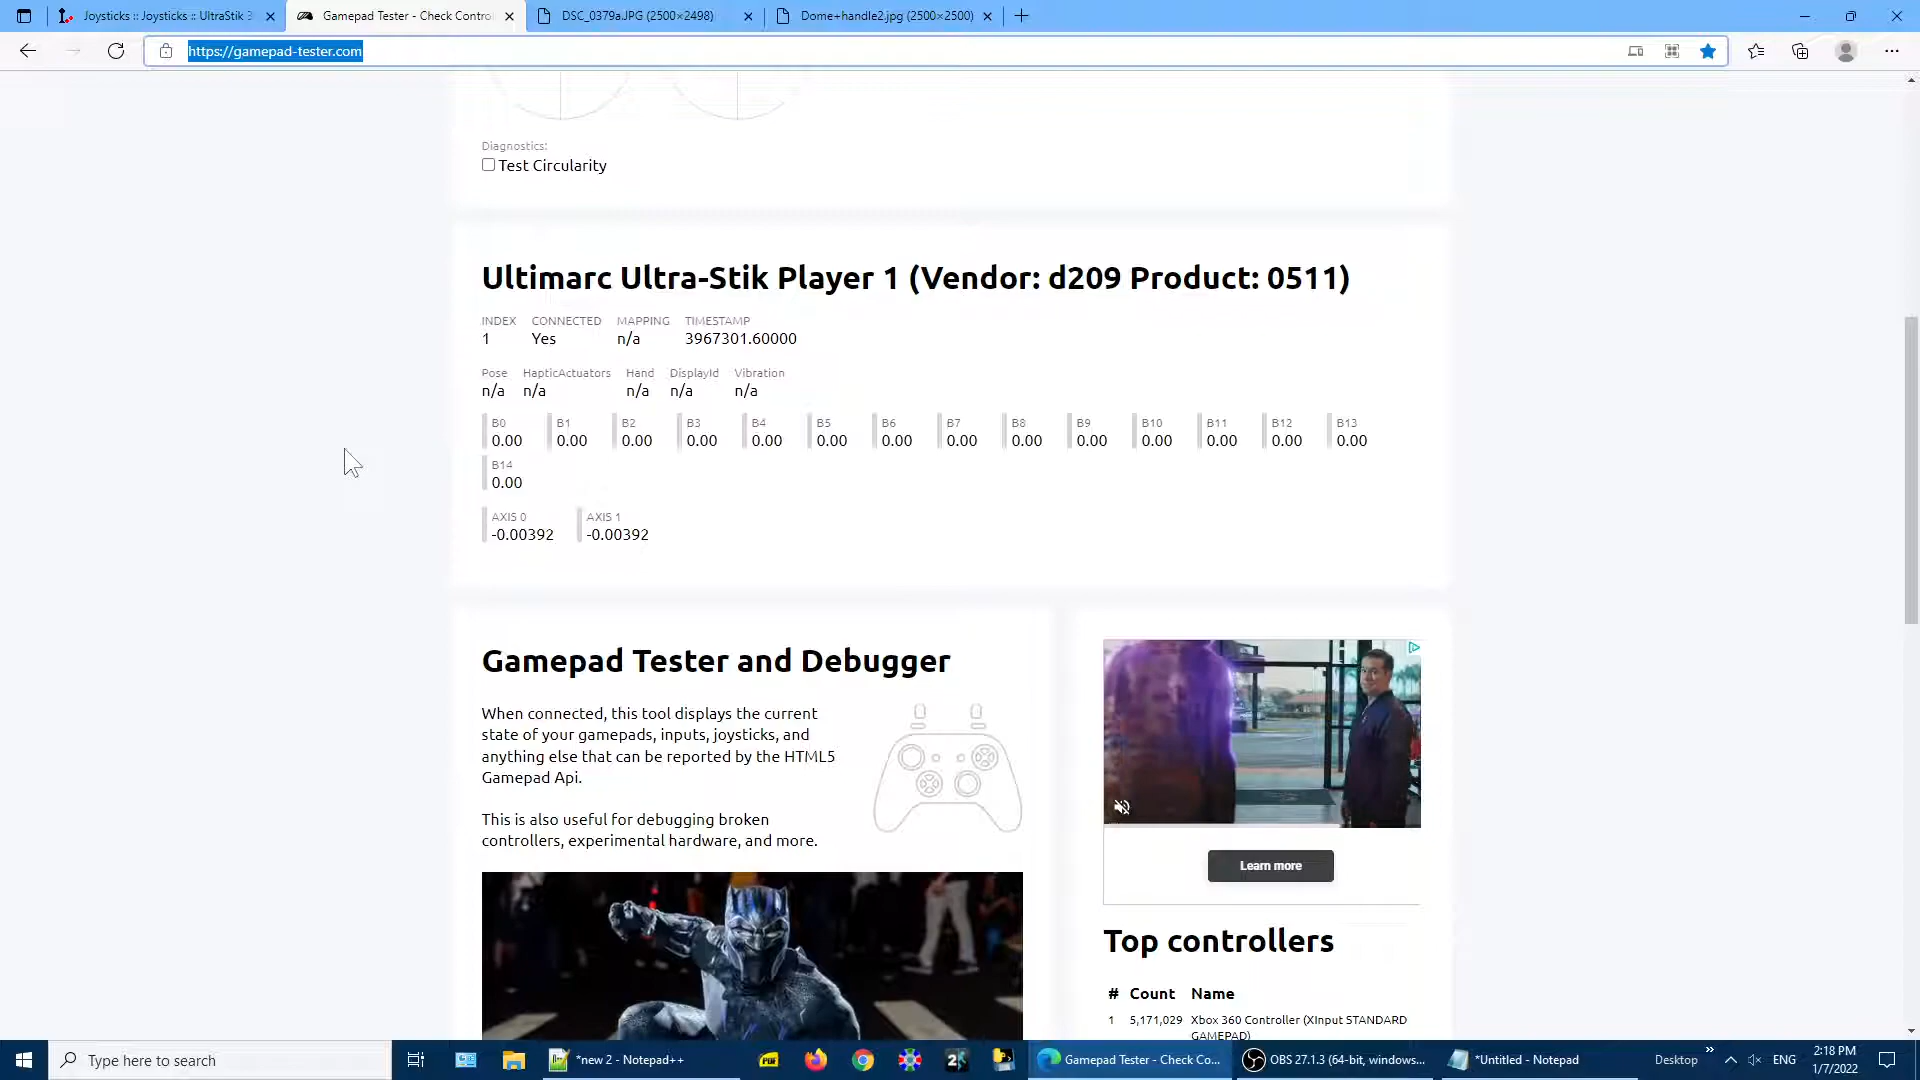 Joysticks :: Joysticks :: UltraStik 3
Gamepad Tester - Check Contro
DSC_0379a.JPG (2500×2498)
Dome+handle2.jpg (2500×2500)
https://gamepad-tester.com
Diagnostics:
Test Circularity
Ultimarc Ultra-Stik Player 1 (Vendor: d209 Product: 0511)
INDEX CONNECTED MAPPING TIMESTAMP
1 Yes n/a 3967301.60000
Pose HapticActuators Hand DisplayId Vibration
n/a n/a n/a n/a n/a
B0 B1 B2 B3 B4 B5 B6 B7 B8 B9 B10 B11 B12 B13
0.00 0.00 0.00 0.00 0.00 0.00 0.00 0.00 0.00 0.00 0.00 0.00 0.00 0.00
B14
0.00
AXIS 0 AXIS 1
-0.00392 -0.00392
Gamepad Tester and Debugger
When connected, this tool displays the current
state of your gamepads, inputs, joysticks, and
anything else that can be reported by the HTML5
Gamepad Api.
This is also useful for debugging broken
controllers, experimental hardware, and more.
Learn more
Top controllers
# Count Name
1 5,171,029 Xbox 360 Controller (XInput STANDARD
GAMEPAD)
Type here to search
*new 2 - Notepad++
PDF
2
Gamepad Tester - Check Co...
OBS 27.1.3 (64-bit, windows...
*Untitled - Notepad
Desktop
ENG
2:18 PM
1/7/2022